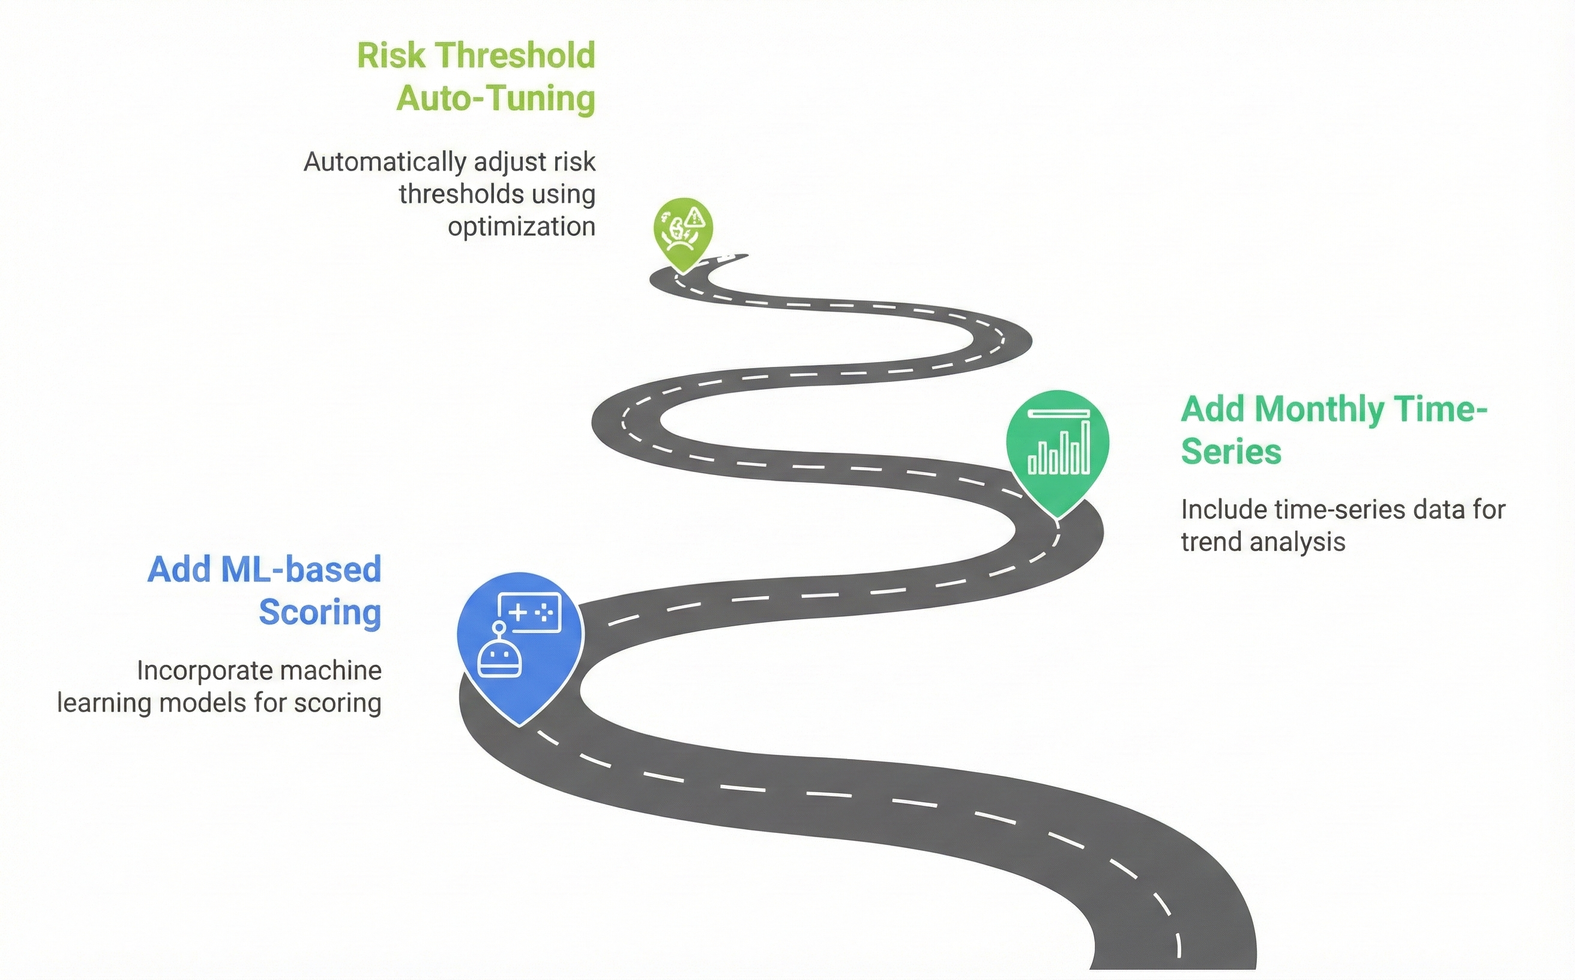 Risk Threshold
Auto-Tuning
Automatically adjust risk
thresholds using
optimization
Add Monthly Time-
Series
Include time-series data for
trend analysis
Add ML-based
Scoring
Incorporate machine
learning models for scoring